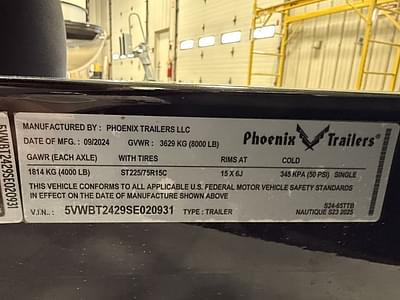 MANUFACTURED BY : PHOENIX TRAILERS LLC
DATE OF MFG. : 09/2024 GVWR : 3629 KG (8000 LB)
Phoenix Trailers
GAWR (EACH AXLE) WITH TIRES RIMS AT COLD
1814 KG (4000 LB) ST225/75R15C 15 X 6J 345 KPA (50 PSI) SINGLE
THIS VEHICLE CONFORMS TO ALL APPLICABLE U.S. FEDERAL MOTOR VEHICLE SAFETY STANDARDS
IN EFFECT ON THE DATE OF MANUFACTURE SHOWN ABOVE
S24-65TTB
V.I.N. : 5VWBT2429SE020931 TYPE : TRAILER NAUTIQUE S23 2025
5VWBT2429SE020931